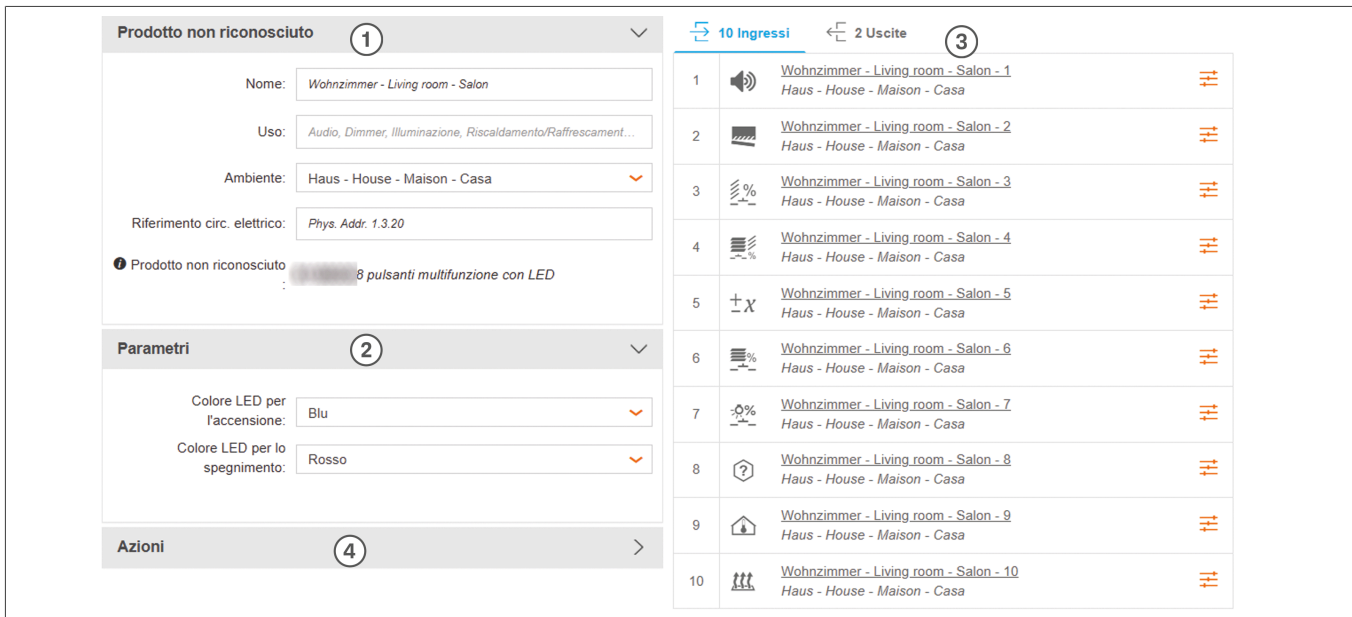 Prodotto non riconosciuto
1
Nome:
Wohnzimmer - Living room - Salon
Uso:
Audio, Dimmer, Illuminazione, Riscaldamento/Raffrescament…
Ambiente:
Haus - House - Maison - Casa
Riferimento circ. elettrico:
Phys. Addr. 1.3.20
Prodotto non riconosciuto
:
8 pulsanti multifunzione con LED
Parametri
2
Colore LED per
l'accensione:
Blu
Colore LED per lo
spegnimento:
Rosso
Azioni
4
10 Ingressi
2 Uscite
3
1
Wohnzimmer - Living room - Salon - 1
Haus - House - Maison - Casa
2
Wohnzimmer - Living room - Salon - 2
Haus - House - Maison - Casa
3
%
Wohnzimmer - Living room - Salon - 3
Haus - House - Maison - Casa
4
%
Wohnzimmer - Living room - Salon - 4
Haus - House - Maison - Casa
5
±x
Wohnzimmer - Living room - Salon - 5
Haus - House - Maison - Casa
6
%
Wohnzimmer - Living room - Salon - 6
Haus - House - Maison - Casa
7
%
Wohnzimmer - Living room - Salon - 7
Haus - House - Maison - Casa
8
?
Wohnzimmer - Living room - Salon - 8
Haus - House - Maison - Casa
9
Wohnzimmer - Living room - Salon - 9
Haus - House - Maison - Casa
10
Wohnzimmer - Living room - Salon - 10
Haus - House - Maison - Casa